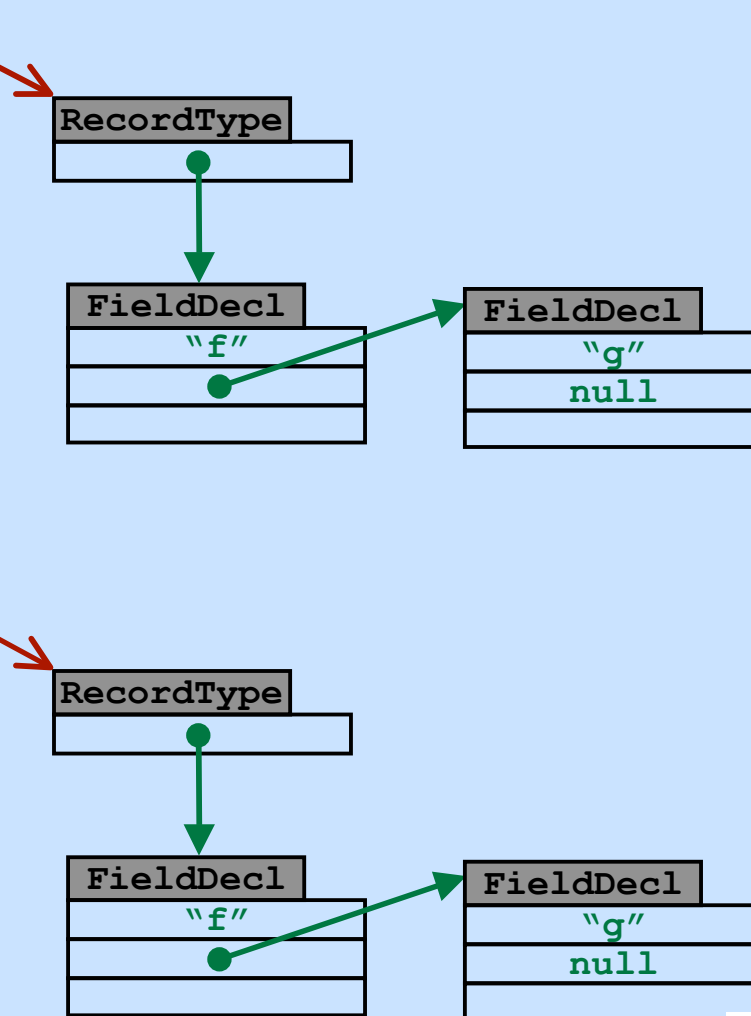 RecordType
FieldDecl
“f”
FieldDecl
“g”
null
RecordType
FieldDecl
“f”
FieldDecl
“g”
null